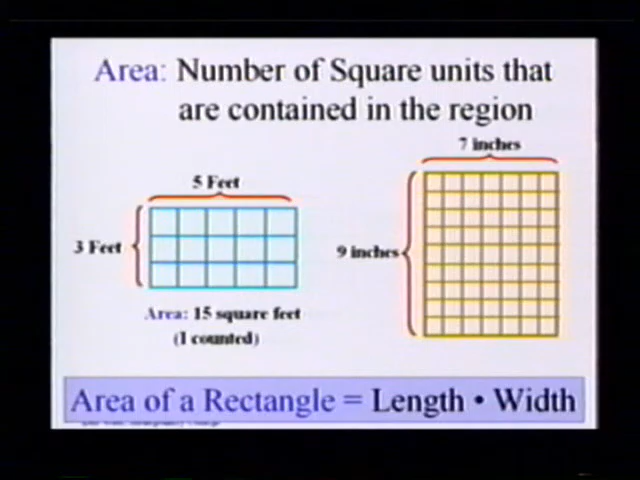 Area: Number of Square units that
are contained in the region
7 inches
5 Feet
3 Feet
9 inches
Area: 15 square feet
(I counted)
Area of a Rectangle = Length • Width